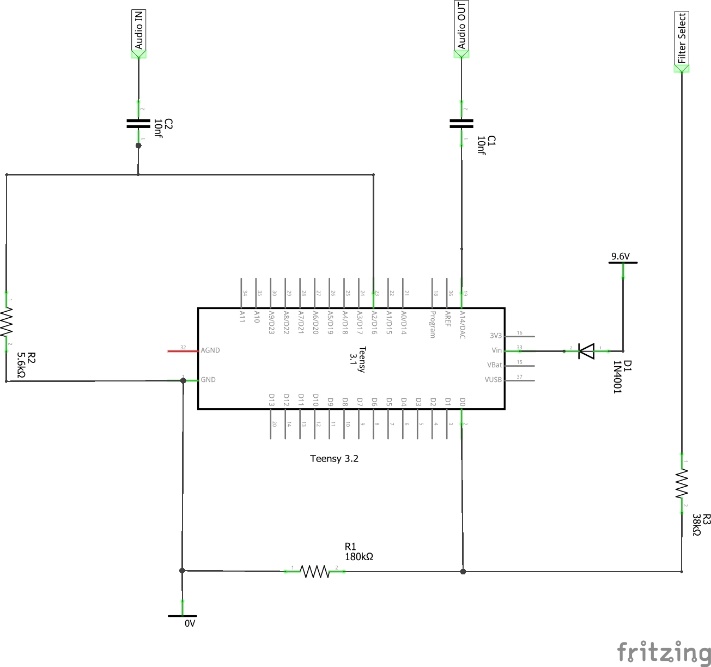 Audio IN
Audio OUT
Filter Select
C2
10nf
C1
10nf
9.6V
A11
A10
A9/D23
A8/D22
A7/D21
A6/D20
A5/D19
A4/D18
A3/D17
A2/D16
A1/D15
A0/D14
Program
AREF
A14/DAC
3V3
Vin
VBat
VUSB
AGND
GND
Teensy
3.1
D13
D12
D11
D10
D9
D8
D7
D6
D5
D4
D3
D2
D1
D0
D1
1N4001
R2
5.6kΩ
Teensy 3.2
R3
38kΩ
R1
180kΩ
0V
fritzing